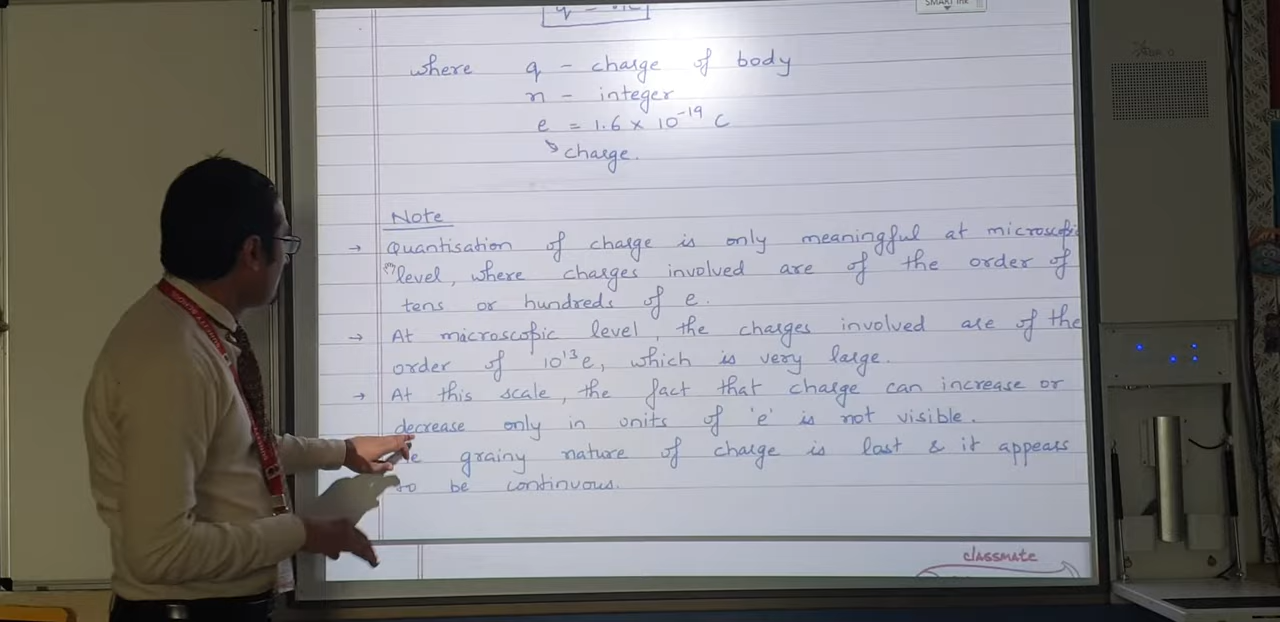 where q - charge of body
n - integer
e = 1.6 × 10⁻¹⁹ C
↳ charge.
Note
→ Quantisation of charge is only meaningful at microscopic
level, where charges involved are of the order of
tens or hundreds of e.
→ At macroscopic level, the charges involved are of the
order of 10¹³e, which is very large.
→ At this scale, the fact that charge can increase or
decrease only in units of 'e' is not visible.
grainy nature of charge is lost & it appears
to be continuous.
classmate